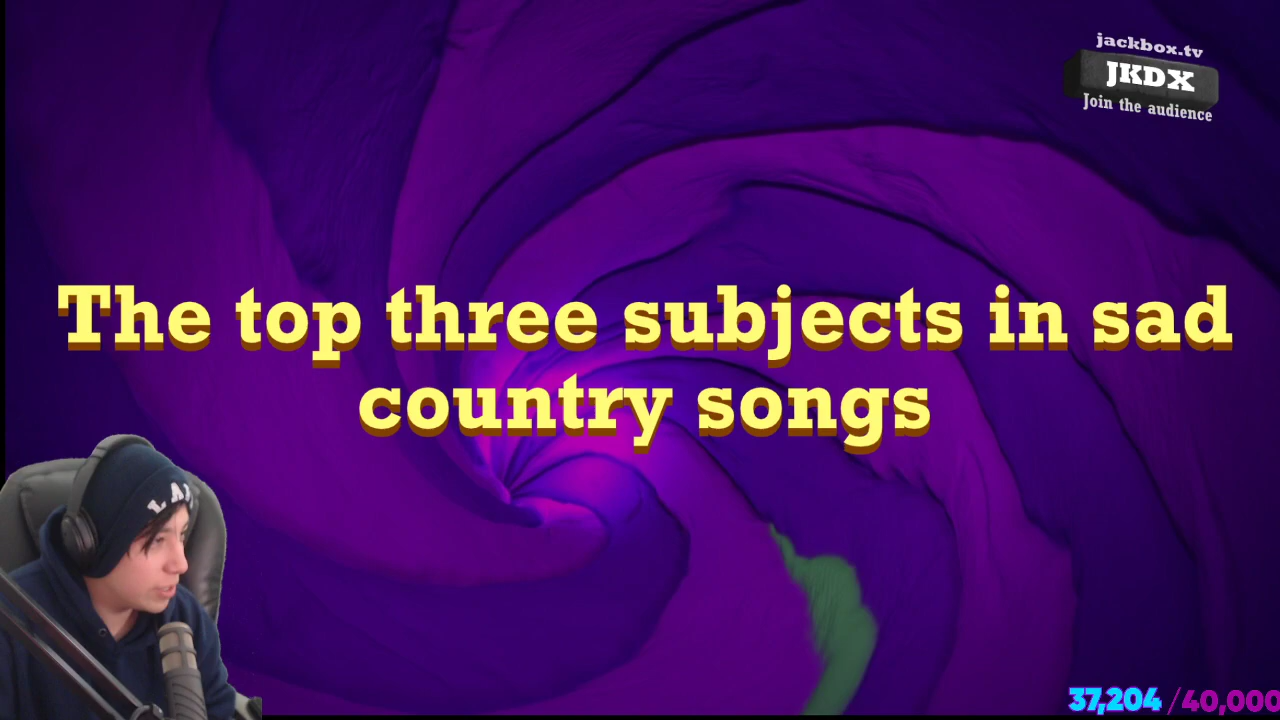 jackbox.tv
JKDX
Join the audience
The top three subjects in sad
country songs
37,204 /40,000